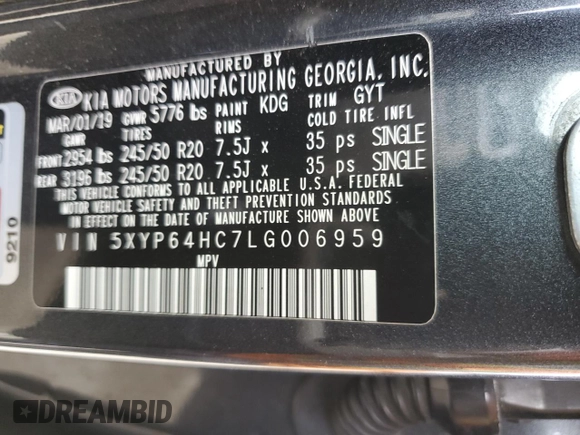 MANUFACTURED BY
KIA KIA MOTORS MANUFACTURING GEORGIA, INC.
MAR/01/19 GVWR 5776 lbs PAINT KDG TRIM GYT
GAWR TIRES RIMS COLD TIRE INFL
FRONT 2954 lbs 245/50 R20 7.5J x 35 ps SINGLE
REAR 3196 lbs 245/50 R20 7.5J x 35 ps SINGLE
THIS VEHICLE CONFORMS TO ALL APPLICABLE U.S.A. FEDERAL
MOTOR VEHICLE SAFETY AND THEFT PREVENTION STANDARDS
IN EFFECT ON THE DATE OF MANUFACTURE SHOWN ABOVE
VIN 5XYP64HC7LG006959
MPV
9210
DREAMBID